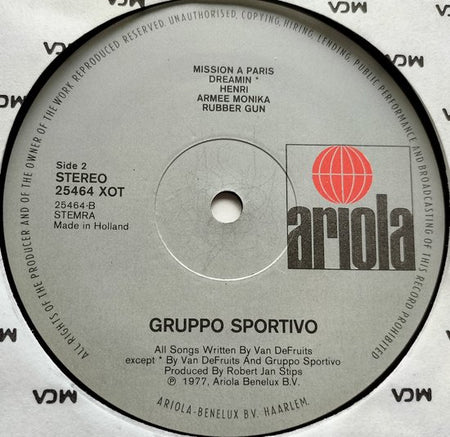 ALL RIGHTS OF THE PRODUCER AND OF THE OWNER OF THE WORK REPRODUCED RESERVED. UNAUTHORISED, COPYING, HIRING, LENDING, PUBLIC PERFORMANCE AND BROADCASTING OF THIS RECORD PROHIBITED
MISSION A PARIS
DREAMIN *
HENRI
ARMEE MONIKA
RUBBER GUN
Side 2
STEREO
25464 XOT
25464-B
STEMRA
Made in Holland
ariola
GRUPPO SPORTIVO
All Songs Written By Van DeFruits
except * By Van DeFruits And Gruppo Sportivo
Produced By Robert Jan Stips
℗ 1977, Ariola Benelux B.V.
ARIOLA-BENELUX BV. HAARLEM.
MCA
MCA
MCA
MCA
MCA
MCA
MCA
MCA